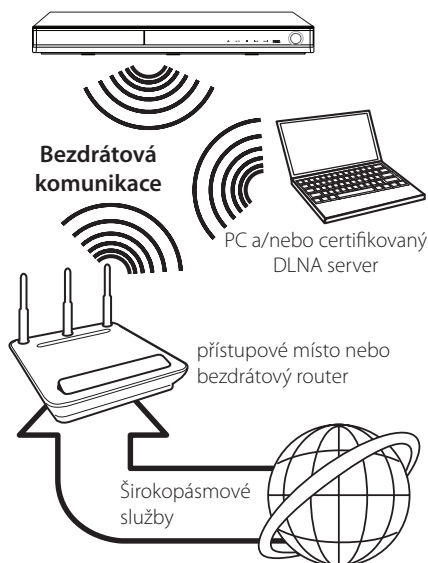 Bezdrátová
komunikace
PC a/nebo certifikovaný
DLNA server
přístupové místo nebo
bezdrátový router
Širokopásmové
služby